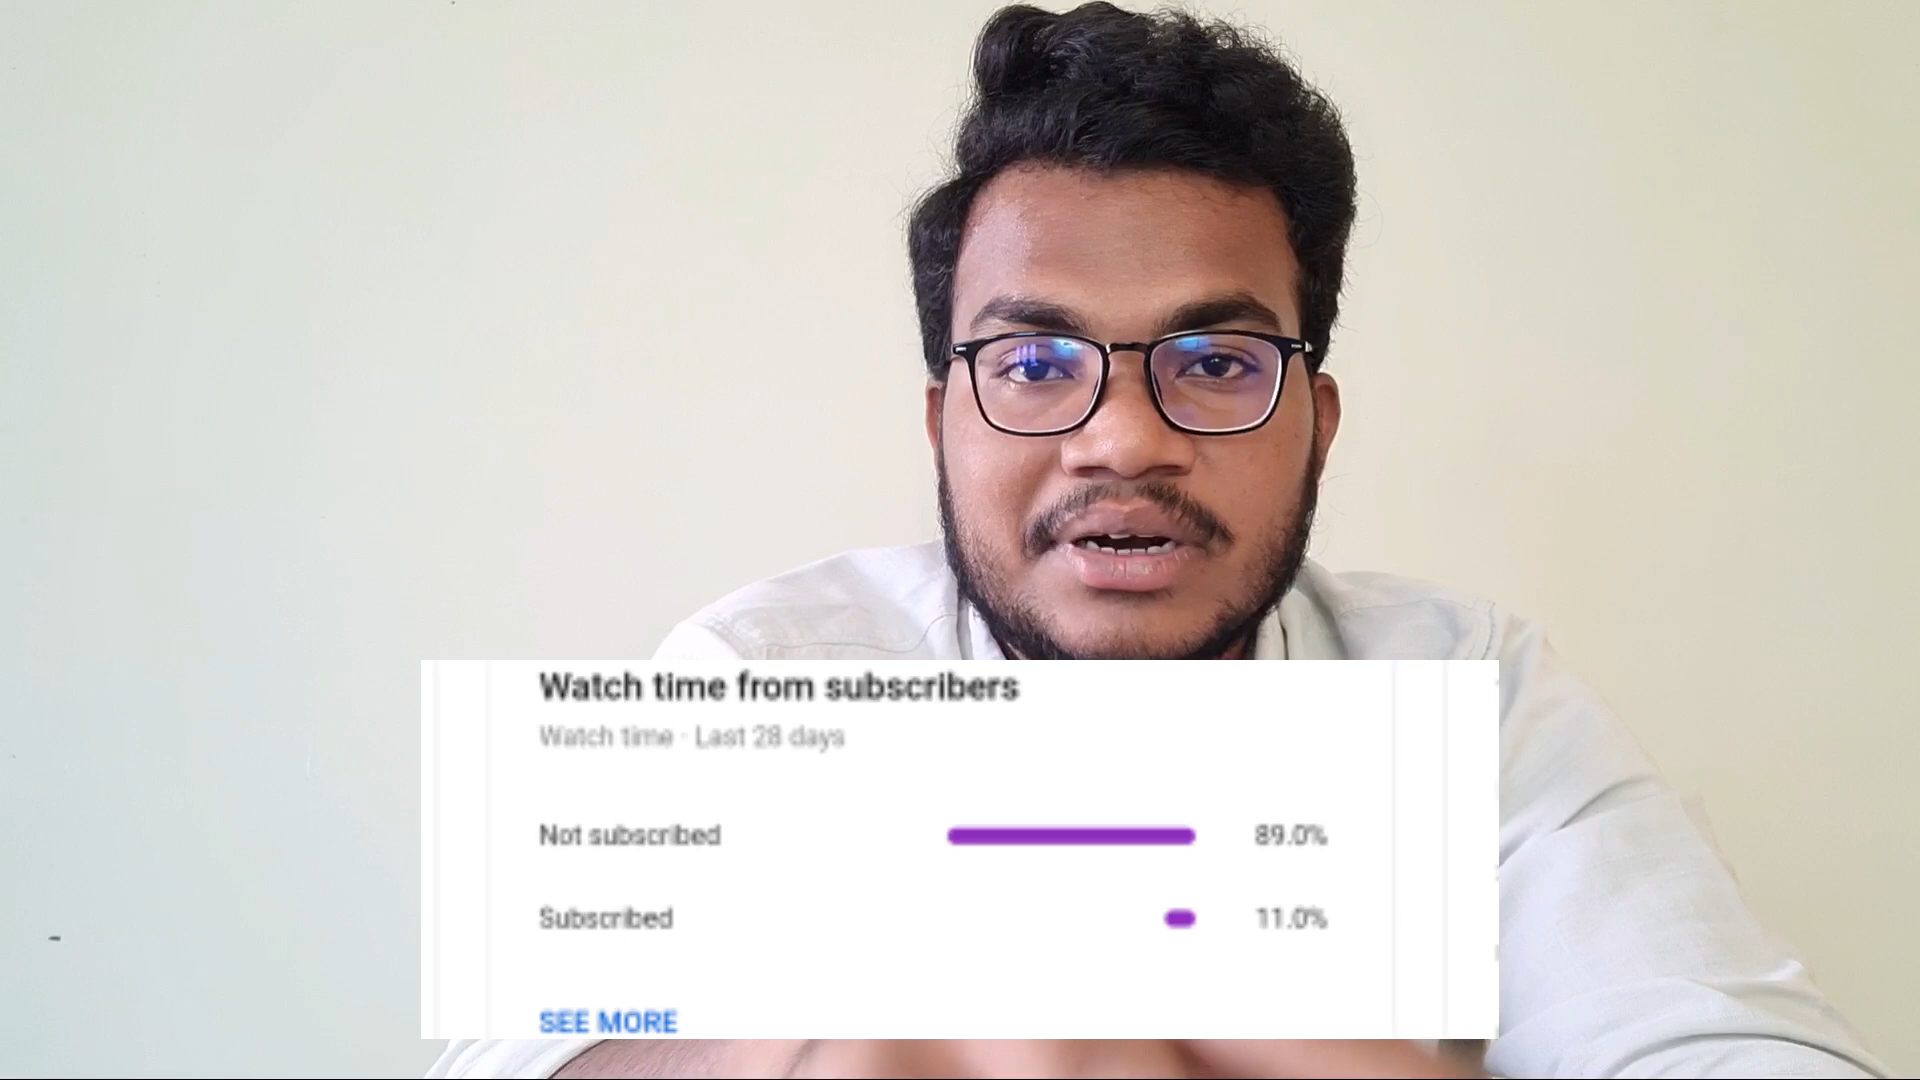 Watch time from subscribers
Watch time · Last 28 days
Not subscribed 89.0%
Subscribed 11.0%
SEE MORE